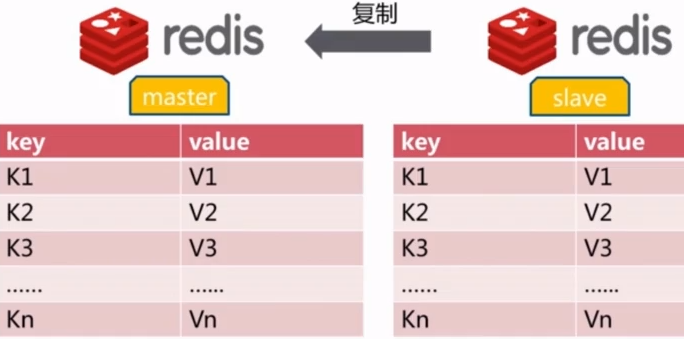 复制
redis redis
master slave
key value key value
K1 V1 K1 V1
K2 V2 K2 V2
K3 V3 K3 V3
...... ...... ...... ......
Kn Vn Kn Vn